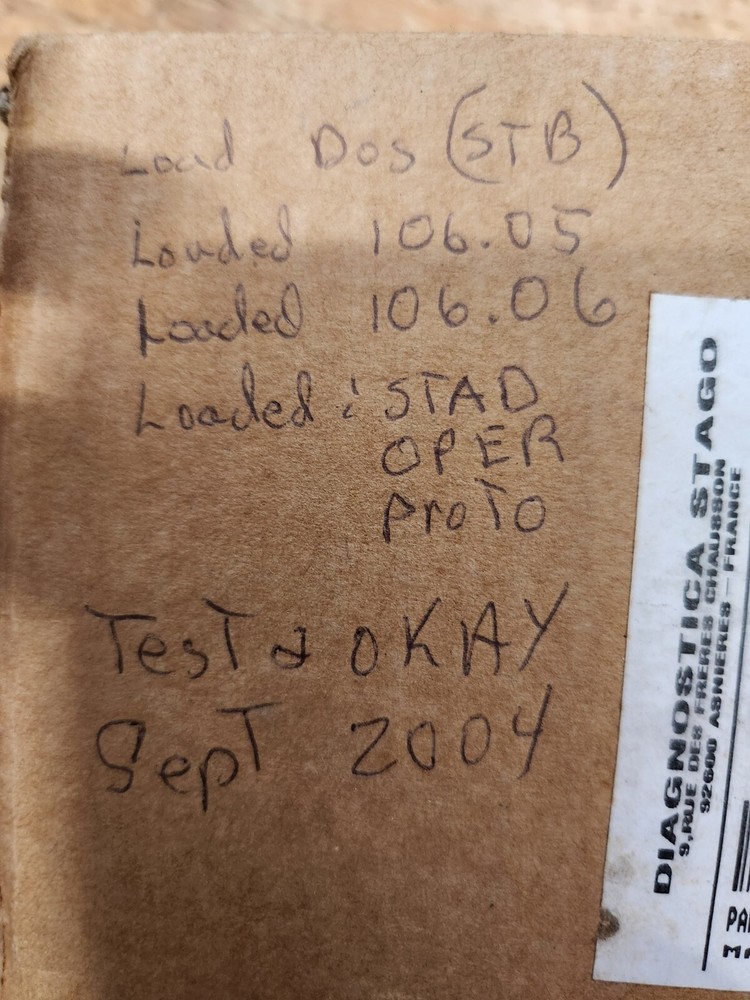 Load Dos (STB)
Loaded 106.05
Loaded 106.06
Loaded: STAD
OPER
ProTo
TesT & OKAY
SepT 2004
DIAGNOSTICA STAGO
9,RUE DES FRERES CHAUSSON
92600 ASNIERES - FRANCE